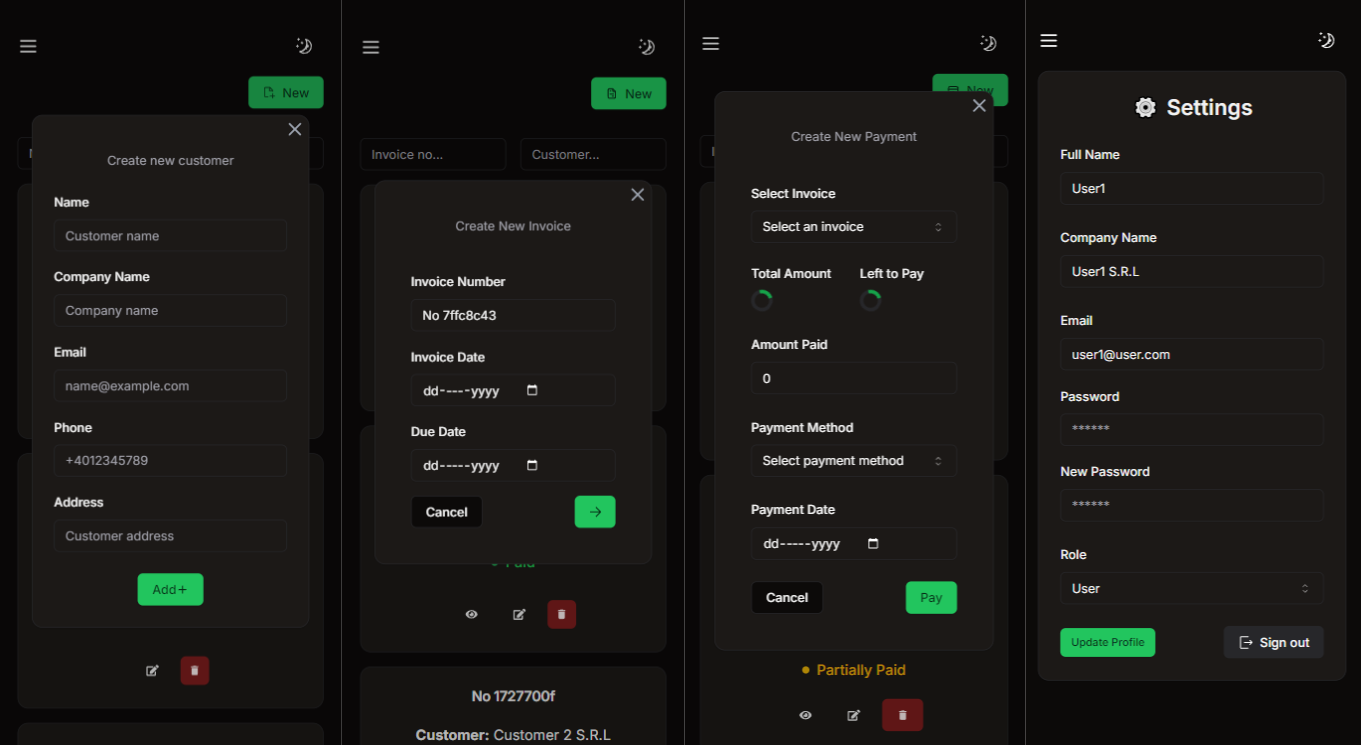 New
Create new customer
Name
Customer name
Company Name
Company name
Email
name@example.com
Phone
+4012345789
Address
Customer address
Add+
New
Invoice no...
Customer...
Create New Invoice
Invoice Number
No 7ffc8c43
Invoice Date
dd----yyyy
Due Date
dd----yyyy
Cancel
Paid
No 1727700f
Customer: Customer 2 S.R.L
New
Create New Payment
Select Invoice
Select an invoice
Total Amount Left to Pay
Amount Paid
0
Payment Method
Select payment method
Payment Date
dd-----yyyy
Cancel
Pay
Partially Paid
Settings
Full Name
User1
Company Name
User1 S.R.L
Email
user1@user.com
Password
******
New Password
******
Role
User
Update Profile
Sign out